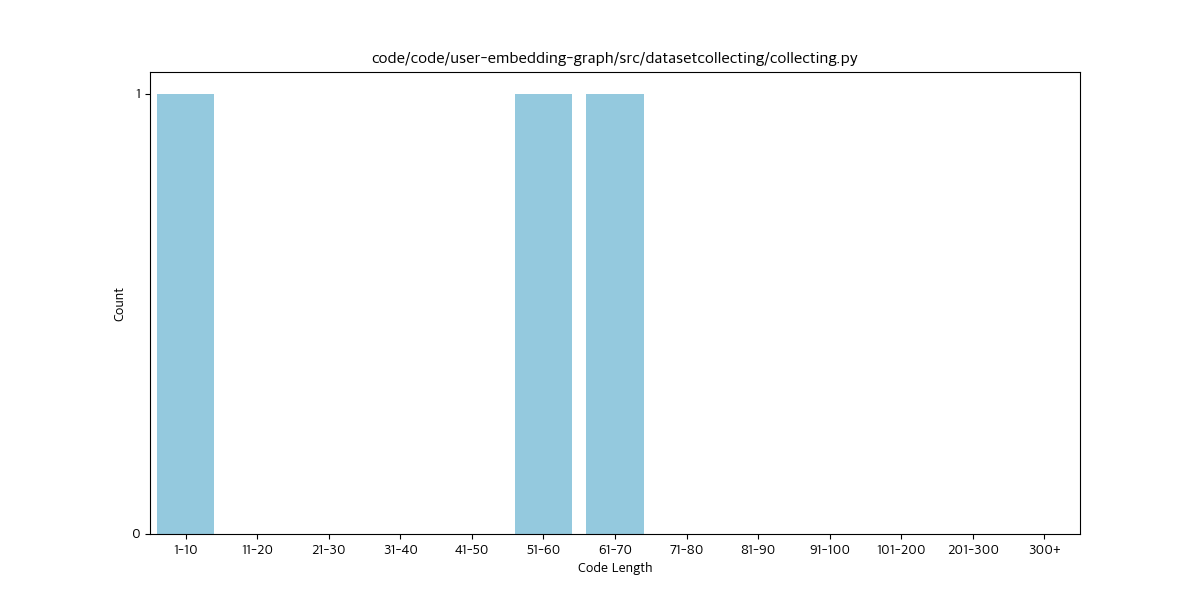 code/code/user-embedding-graph/src/datasetcollecting/collecting.py
Count
1
0
1-10 11-20 21-30 31-40 41-50 51-60 61-70 71-80 81-90 91-100 101-200 201-300 300+
Code Length